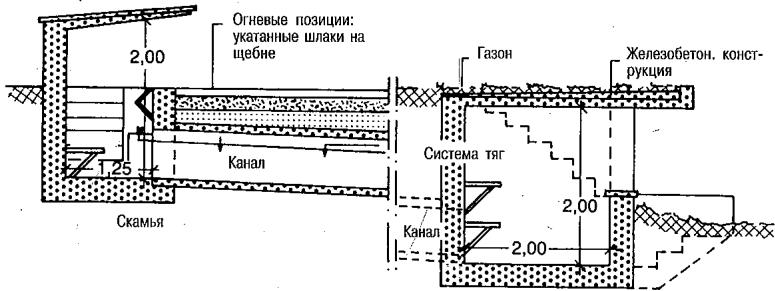 Огневые позиции:
укатанные шлаки на
щебне
2,00
Газон
Железобетон. конст-
рукция
Канал
Система тяг
1,25
2,00
Скамья
Канал
2,00